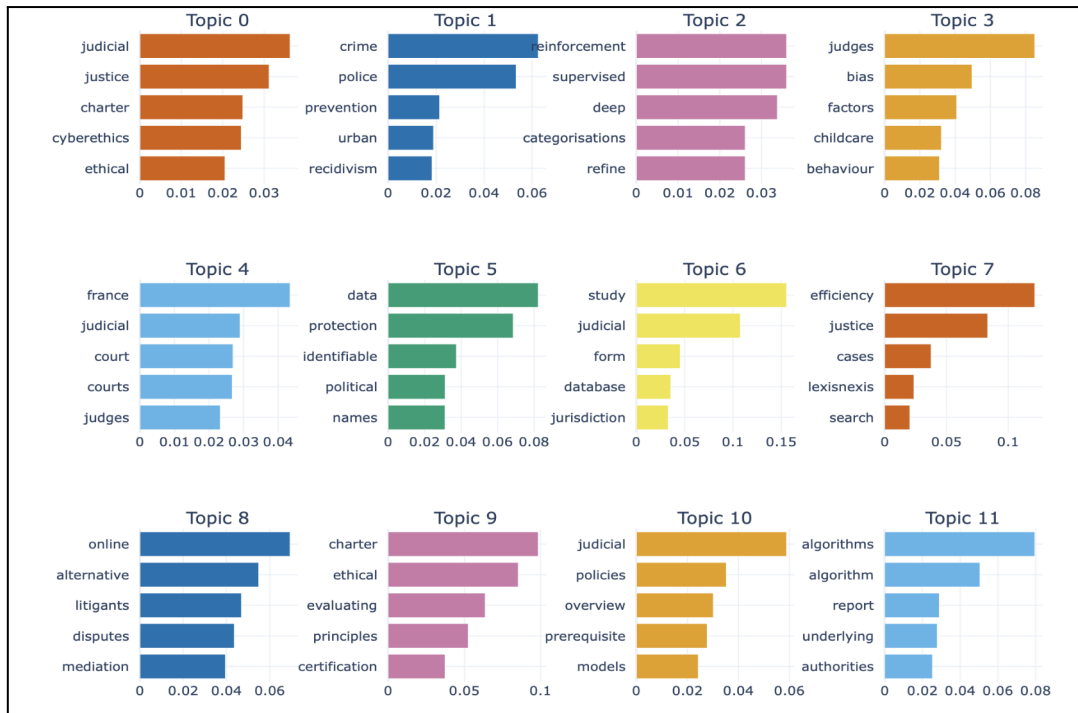 Topic 0 Topic 1 Topic 2 Topic 3
judicial crime reinforcement judges
justice police supervised bias
charter prevention deep factors
cyberethics urban categorisations childcare
ethical recidivism refine behaviour
0 0.01 0.02 0.03 0 0.02 0.04 0.06 0 0.01 0.02 0.03 0 0.02 0.04 0.06 0.08
Topic 4 Topic 5 Topic 6 Topic 7
france data study efficiency
judicial protection judicial justice
court identifiable form cases
courts political database lexisnexis
judges names jurisdiction search
0 0.01 0.02 0.03 0.04 0 0.02 0.04 0.06 0.08 0 0.05 0.1 0.15 0 0.05 0.1
Topic 8 Topic 9 Topic 10 Topic 11
online charter judicial algorithms
alternative ethical policies algorithm
litigants evaluating overview report
disputes principles prerequisite underlying
mediation certification models authorities
0 0.02 0.04 0.06 0 0.05 0.1 0 0.02 0.04 0.06 0 0.02 0.04 0.06 0.08